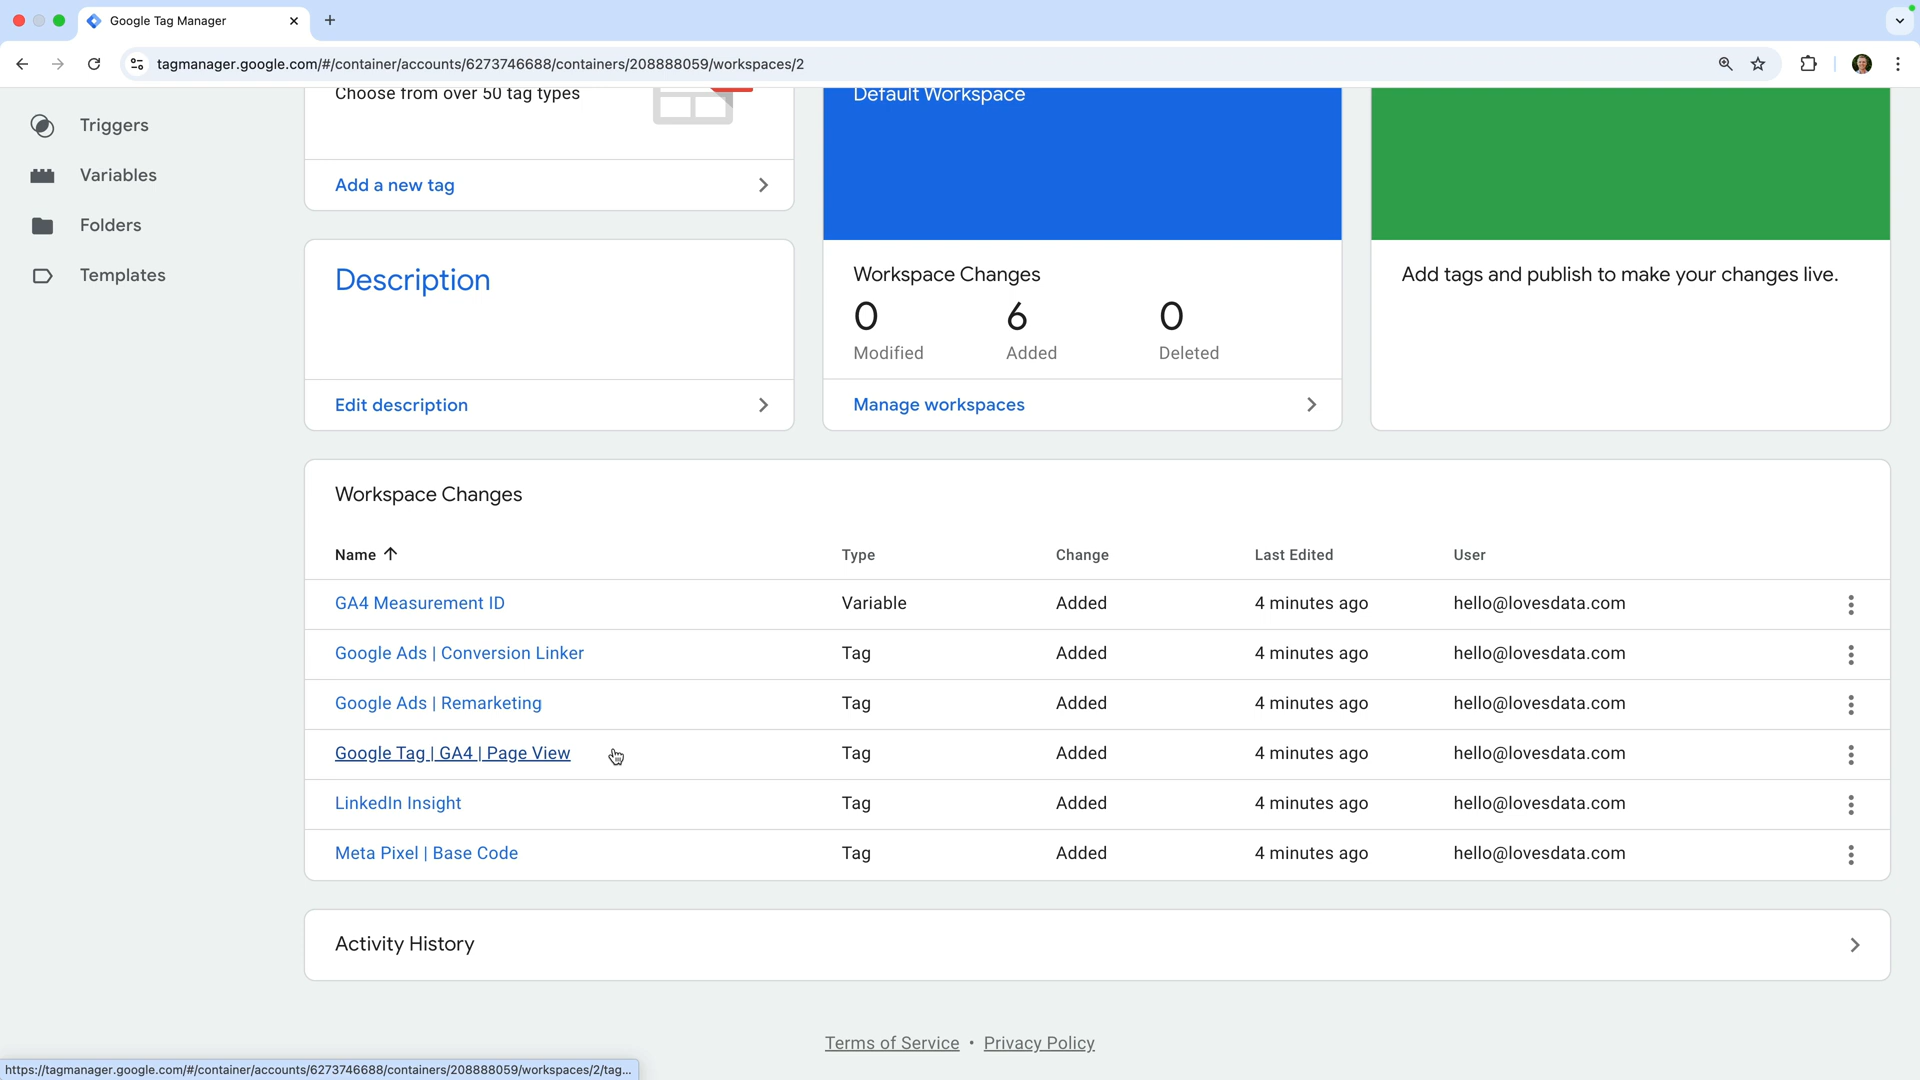 Google Tag Manager
tagmanager.google.com/#/container/accounts/6273746688/containers/208888059/workspaces/2
Triggers
Variables
Folders
Templates
Choose from over 50 tag types
Add a new tag
Description
Edit description
Default Workspace
Workspace Changes
0 6 0
Modified Added Deleted
Manage workspaces
Add tags and publish to make your changes live.
Workspace Changes
Name Type Change Last Edited User
GA4 Measurement ID Variable Added 4 minutes ago hello@lovesdata.com
Google Ads | Conversion Linker Tag Added 4 minutes ago hello@lovesdata.com
Google Ads | Remarketing Tag Added 4 minutes ago hello@lovesdata.com
Google Tag | GA4 | Page View Tag Added 4 minutes ago hello@lovesdata.com
LinkedIn Insight Tag Added 4 minutes ago hello@lovesdata.com
Meta Pixel | Base Code Tag Added 4 minutes ago hello@lovesdata.com
Activity History
Terms of Service • Privacy Policy
https://tagmanager.google.com/#/container/accounts/6273746688/containers/208888059/workspaces/2/tag...